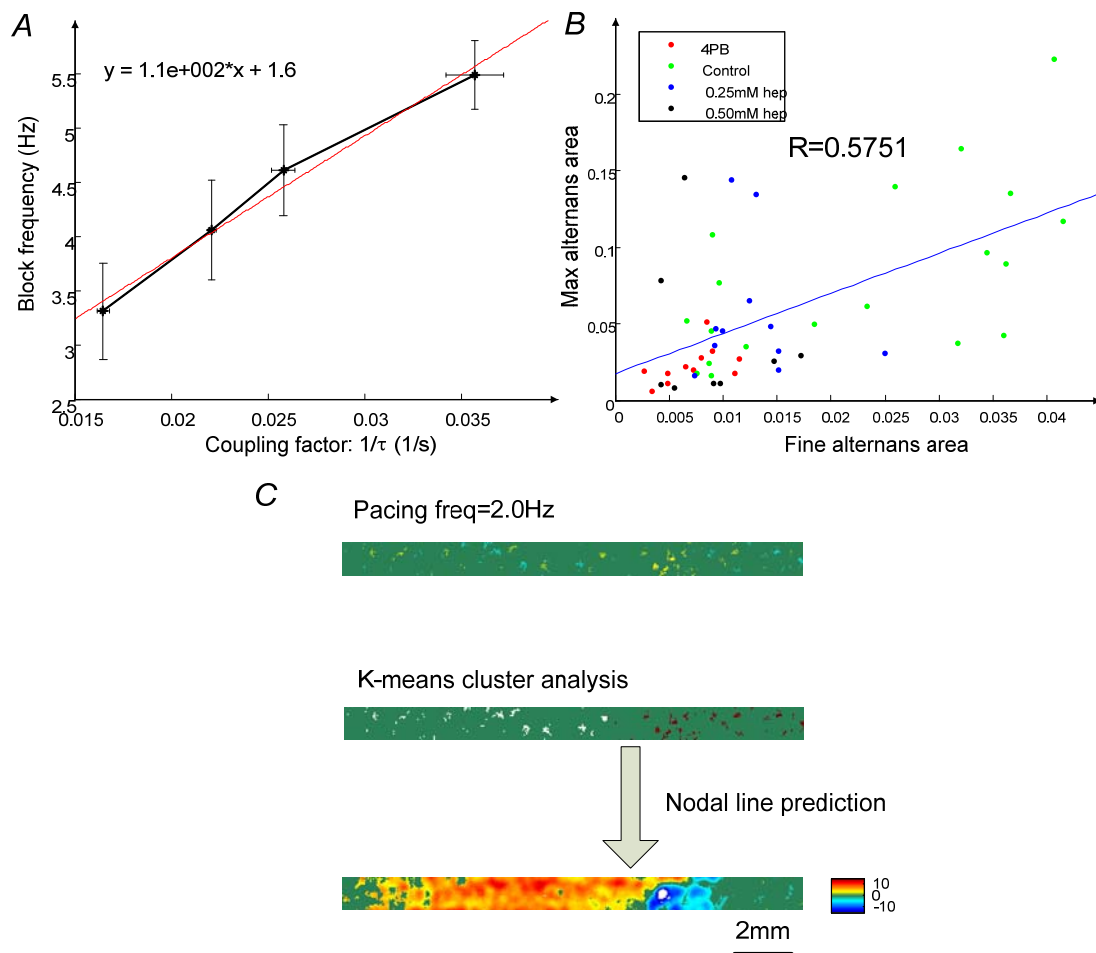 A
y = 1.1e+002*x + 1.6
Block frequency (Hz)
5.5
5
4.5
4
3.5
3
2.5
0.015 0.02 0.025 0.03 0.035
Coupling factor: 1/τ (1/s)
B
4PB
Control
0.25mM hep
0.50mM hep
R=0.5751
Max alternans area
0.2
0.15
0.1
0.05
0
0 0.005 0.01 0.015 0.02 0.025 0.03 0.035 0.04
Fine alternans area
C
Pacing freq=2.0Hz
K-means cluster analysis
Nodal line prediction
10
0
-10
2mm